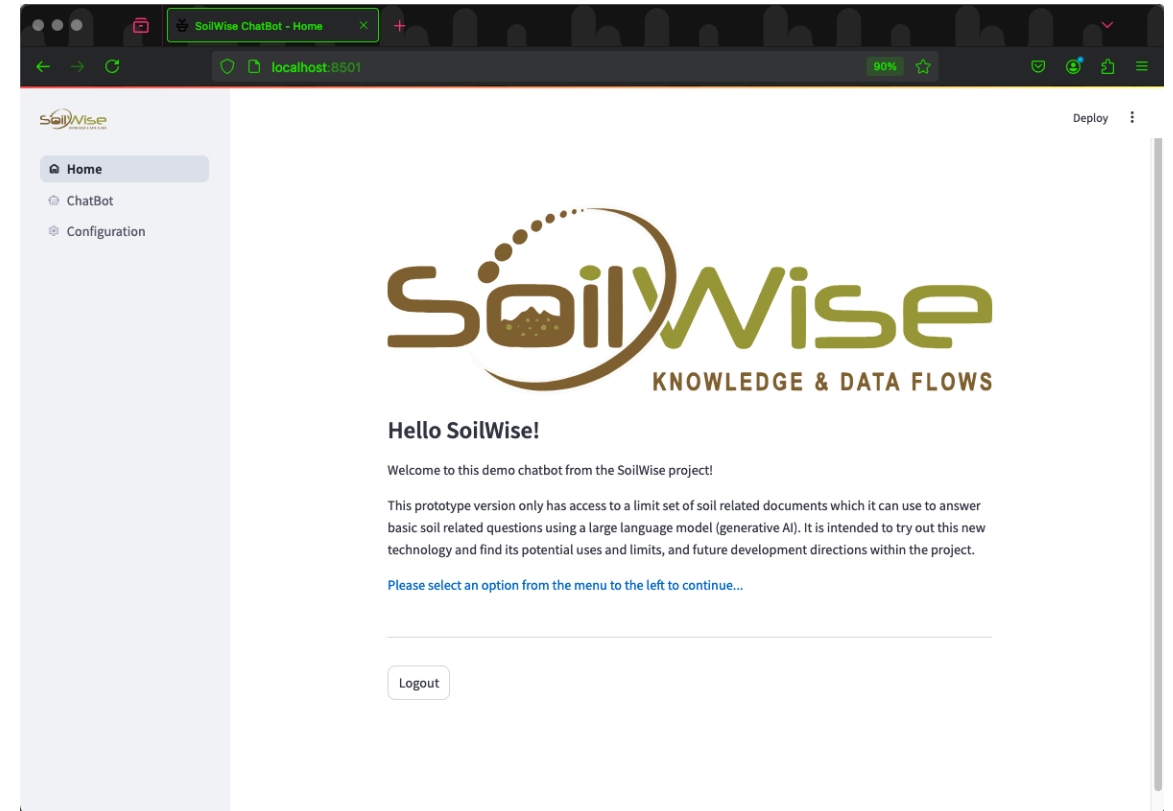 SoilWise ChatBot - Home
localhost:8501
90%
SoilWise
KNOWLEDGE & DATA FLOWS
Deploy
Home
ChatBot
Configuration
SoilWise
KNOWLEDGE & DATA FLOWS
Hello SoilWise!
Welcome to this demo chatbot from the SoilWise project!
This prototype version only has access to a limit set of soil related documents which it can use to answer
basic soil related questions using a large language model (generative AI). It is intended to try out this new
technology and find its potential uses and limits, and future development directions within the project.
Please select an option from the menu to the left to continue...
Logout